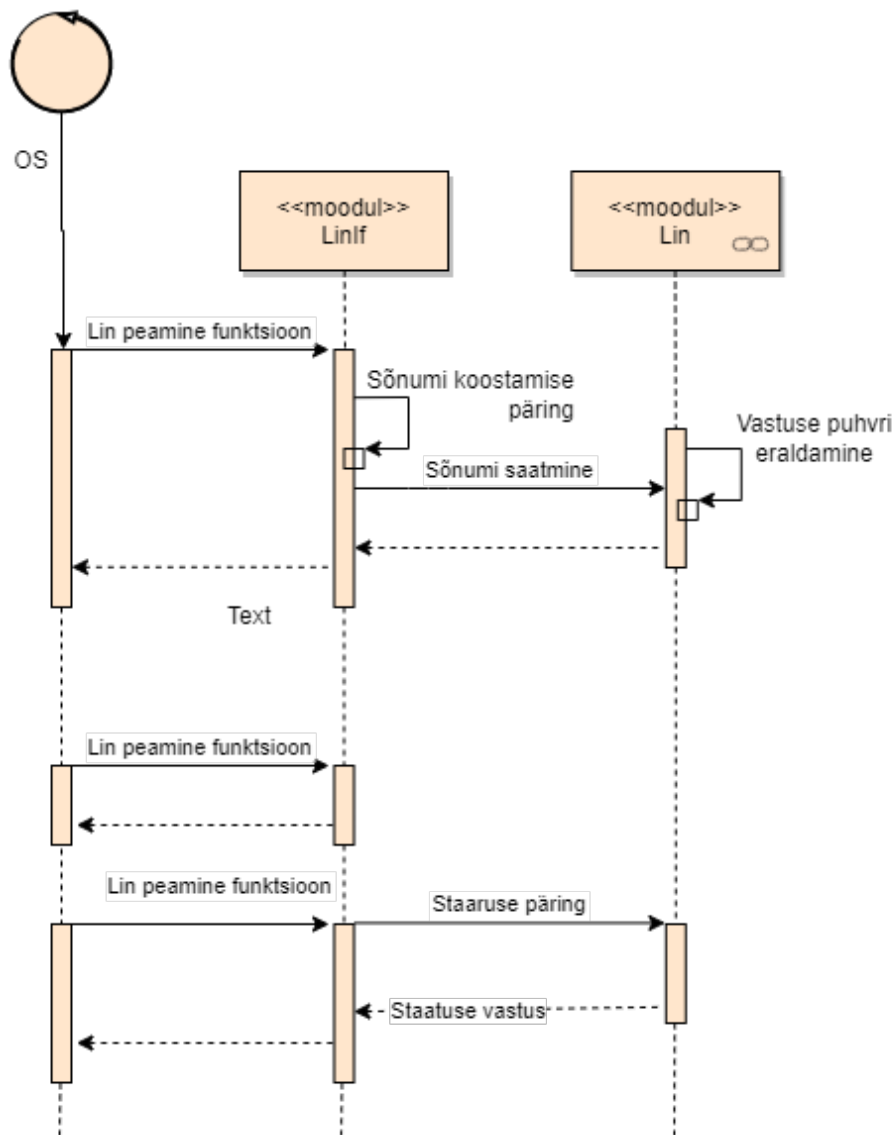 OS
<<moodul>>
LinIf
<<moodul>>
Lin
Lin peamine funktsioon
Sõnumi koostamise
päring
Vastuse puhvri
eraldamine
Sõnumi saatmine
Text
Lin peamine funktsioon
Lin peamine funktsioon
Staaruse päring
Staatuse vastus